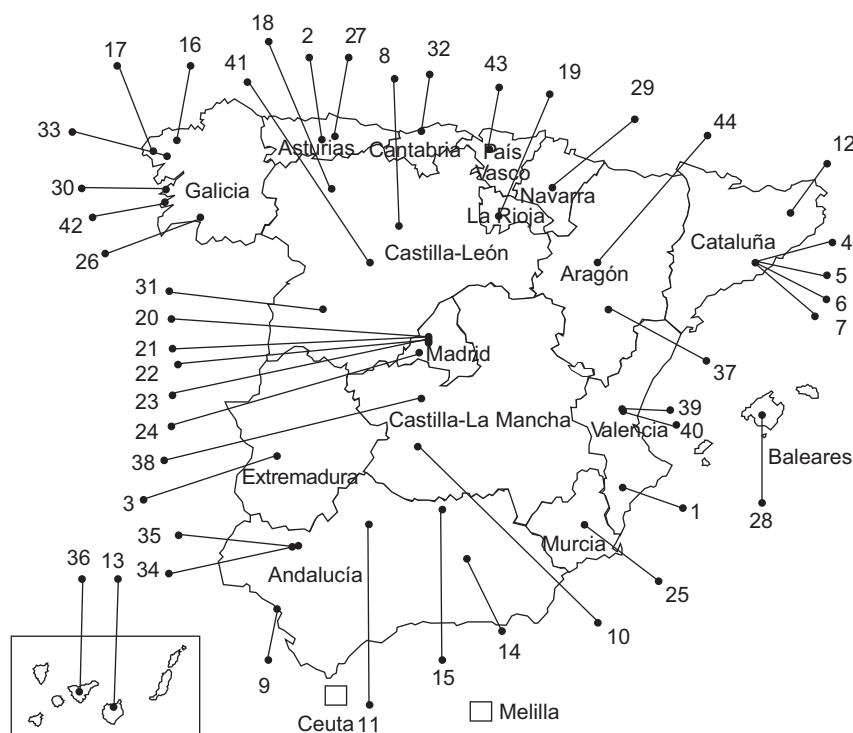 18 2 27 32
17 16 41 8 43 19 29
44
12
33
Asturias Cantabria País
Vasco
30 Galicia Navarra
42 La Rioja
26 Castilla-León Cataluña 4
Aragón 5
31 6
20 7
21 Madrid
22 37
23
24 Castilla-La Mancha 39
Valencia 40
38 Baleares
Extremadura
3 1 28
35 Murcia
34 Andalucía
36 13 25
10
14
9 15
Ceuta 11 Melilla